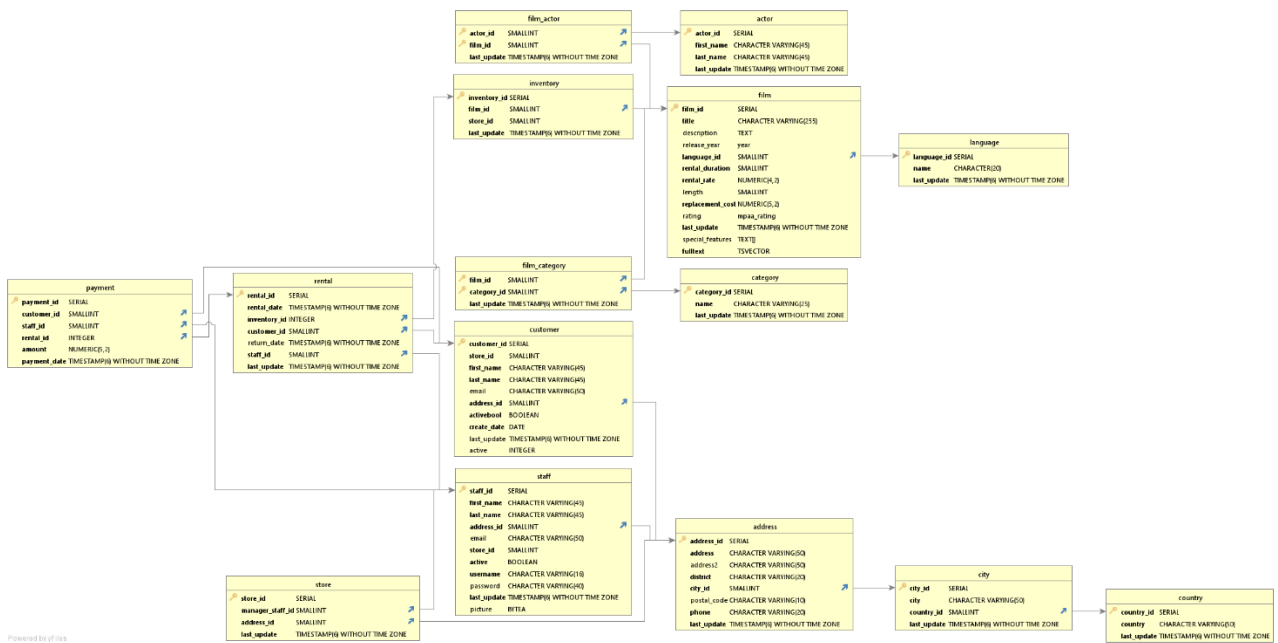 film_actor
actor_id SMALLINT
film_id SMALLINT
last_update TIMESTAMP(6) WITHOUT TIME ZONE
actor
actor_id SERIAL
first_name CHARACTER VARYING(45)
last_name CHARACTER VARYING(45)
last_update TIMESTAMP(6) WITHOUT TIME ZONE
inventory
inventory_id SERIAL
film_id SMALLINT
store_id SMALLINT
last_update TIMESTAMP(6) WITHOUT TIME ZONE
film
film_id SERIAL
title CHARACTER VARYING(255)
description TEXT
release_year year
language_id SMALLINT
rental_duration SMALLINT
rental_rate NUMERIC(4,2)
length SMALLINT
replacement_cost NUMERIC(5,2)
rating mpaa_rating
last_update TIMESTAMP(6) WITHOUT TIME ZONE
special_features TEXT[]
fulltext TSVECTOR
language
language_id SERIAL
name CHARACTER(20)
last_update TIMESTAMP(6) WITHOUT TIME ZONE
film_category
film_id SMALLINT
category_id SMALLINT
last_update TIMESTAMP(6) WITHOUT TIME ZONE
category
category_id SERIAL
name CHARACTER VARYING(25)
last_update TIMESTAMP(6) WITHOUT TIME ZONE
payment
payment_id SERIAL
customer_id SMALLINT
staff_id SMALLINT
rental_id INTEGER
amount NUMERIC(5,2)
payment_date TIMESTAMP(6) WITHOUT TIME ZONE
rental
rental_id SERIAL
rental_date TIMESTAMP(6) WITHOUT TIME ZONE
inventory_id INTEGER
customer_id SMALLINT
return_date TIMESTAMP(6) WITHOUT TIME ZONE
staff_id SMALLINT
last_update TIMESTAMP(6) WITHOUT TIME ZONE
customer
customer_id SERIAL
store_id SMALLINT
first_name CHARACTER VARYING(45)
last_name CHARACTER VARYING(45)
email CHARACTER VARYING(50)
address_id SMALLINT
activebool BOOLEAN
create_date DATE
last_update TIMESTAMP(6) WITHOUT TIME ZONE
active INTEGER
staff
staff_id SERIAL
first_name CHARACTER VARYING(45)
last_name CHARACTER VARYING(45)
address_id SMALLINT
email CHARACTER VARYING(50)
store_id SMALLINT
active BOOLEAN
username CHARACTER VARYING(16)
password CHARACTER VARYING(40)
last_update TIMESTAMP(6) WITHOUT TIME ZONE
picture BYTEA
store
store_id SERIAL
manager_staff_id SMALLINT
address_id SMALLINT
last_update TIMESTAMP(6) WITHOUT TIME ZONE
address
address_id SERIAL
address CHARACTER VARYING(50)
address2 CHARACTER VARYING(50)
district CHARACTER VARYING(20)
city_id SMALLINT
postal_code CHARACTER VARYING(10)
phone CHARACTER VARYING(20)
last_update TIMESTAMP(6) WITHOUT TIME ZONE
city
city_id SERIAL
city CHARACTER VARYING(50)
country_id SMALLINT
last_update TIMESTAMP(6) WITHOUT TIME ZONE
country
country_id SERIAL
country CHARACTER VARYING(50)
last_update TIMESTAMP(6) WITHOUT TIME ZONE
Powered by yFiles